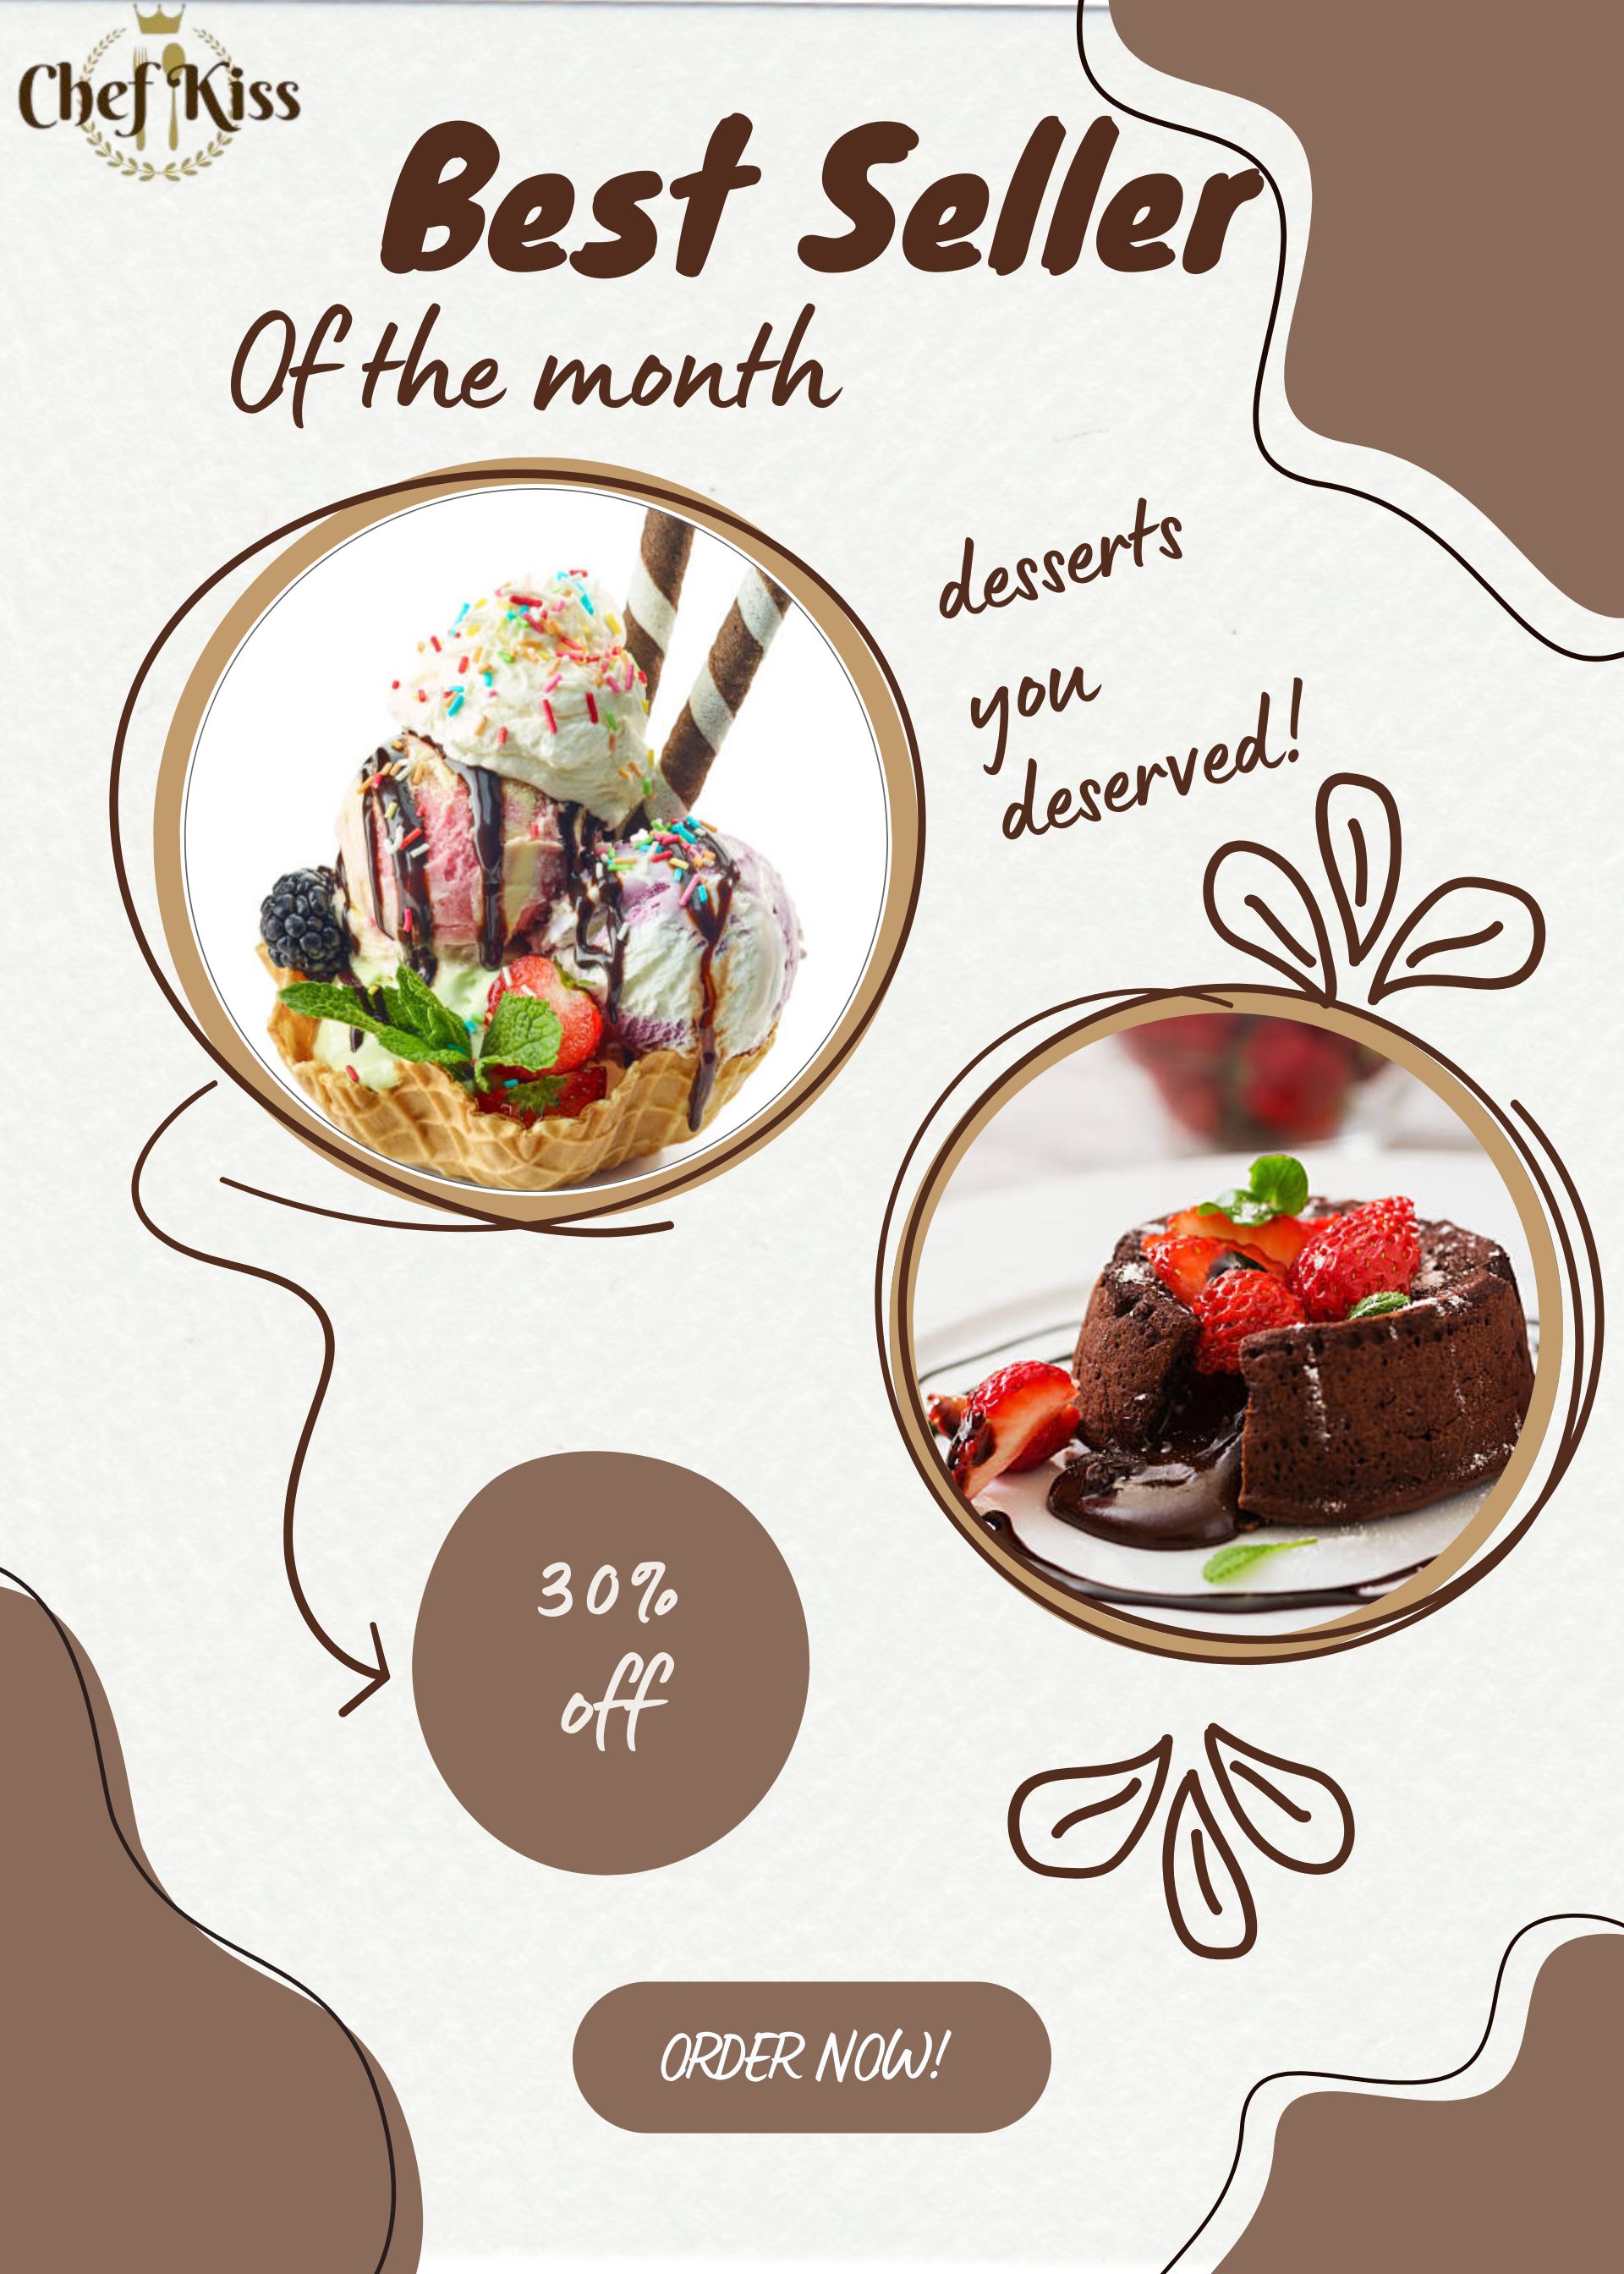 Chef Kiss
Best Seller
Of the month
desserts
you
deserved!
30%
off
ORDER NOW!